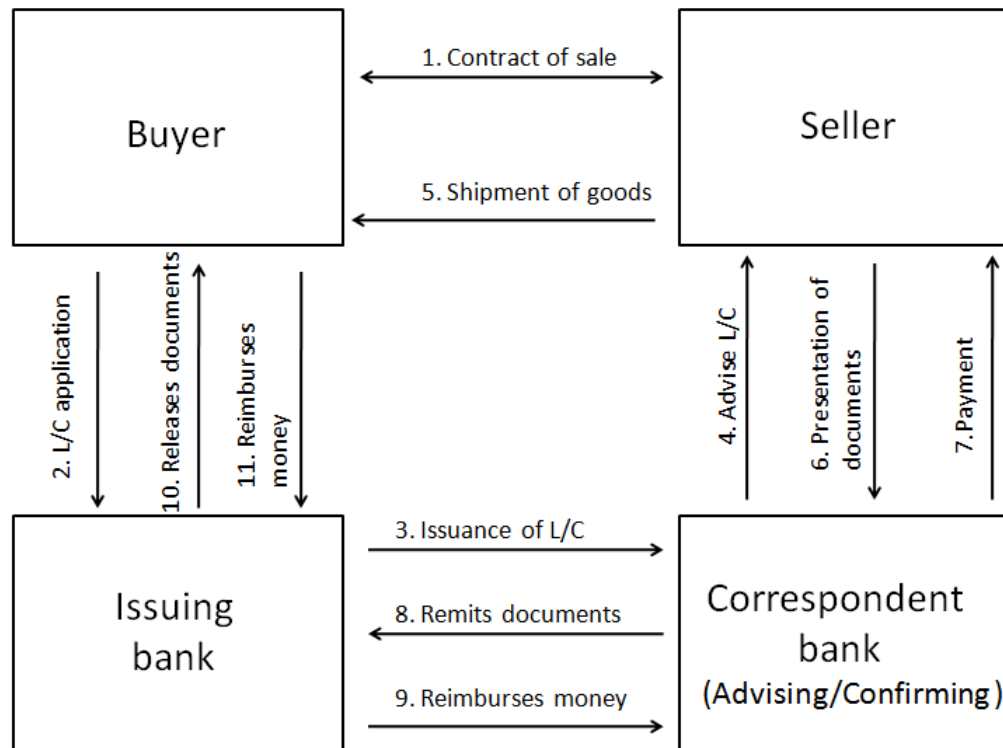 1. Contract of sale
Buyer
Seller
5. Shipment of goods
2. L/C application
10. Releases documents
11. Reimburses
money
4. Advise L/C
6. Presentation of
documents
7.Payment
3. Issuance of L/C
Issuing
bank
8. Remits documents
Correspondent
bank
(Advising/Confirming)
9. Reimburses money